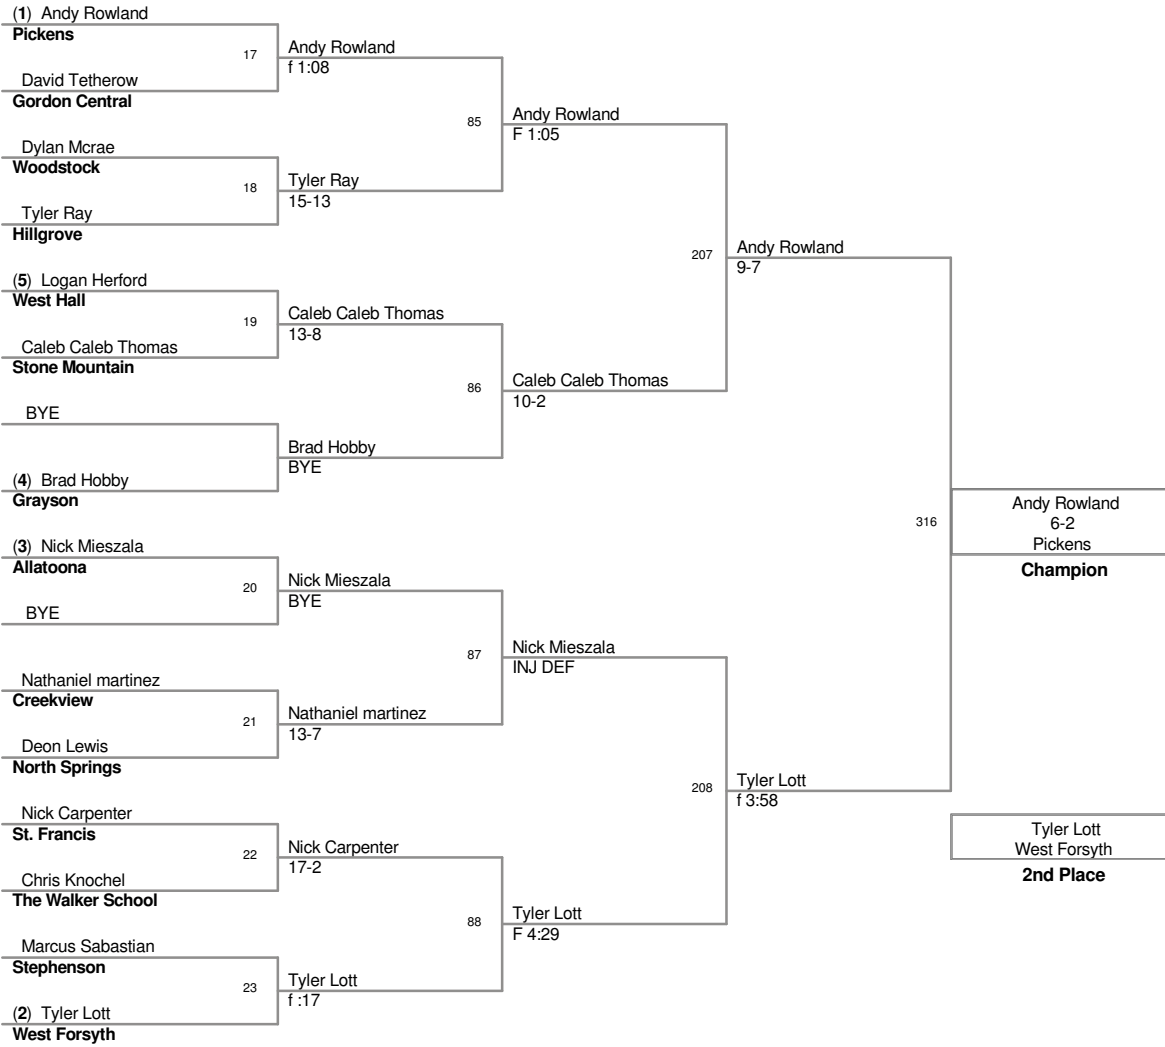 (1) Andy Rowland
Pickens
17
David Tetherow
Gordon Central
Dylan Mcrae
Woodstock
18
Tyler Ray
Hillgrove
(5) Logan Herford
West Hall
19
Caleb Caleb Thomas
Stone Mountain
BYE
(4) Brad Hobby
Grayson
(3) Nick Mieszala
Allatoona
20
BYE
Nathaniel martinez
Creekview
21
Deon Lewis
North Springs
Nick Carpenter
St. Francis
22
Chris Knochel
The Walker School
Marcus Sabastian
Stephenson
23
(2) Tyler Lott
West Forsyth
Andy Rowland
f 1:08
85
Tyler Ray
15-13
Caleb Caleb Thomas
13-8
86
Brad Hobby
BYE
Nick Mieszala
BYE
87
Nathaniel martinez
13-7
Nick Carpenter
17-2
88
Tyler Lott
f :17
Andy Rowland
F 1:05
207
Caleb Caleb Thomas
10-2
Nick Mieszala
INJ DEF
208
Tyler Lott
F 4:29
Andy Rowland
9-7
316
Tyler Lott
f 3:58
Andy Rowland
6-2
Pickens
Champion
Tyler Lott
West Forsyth
2nd Place